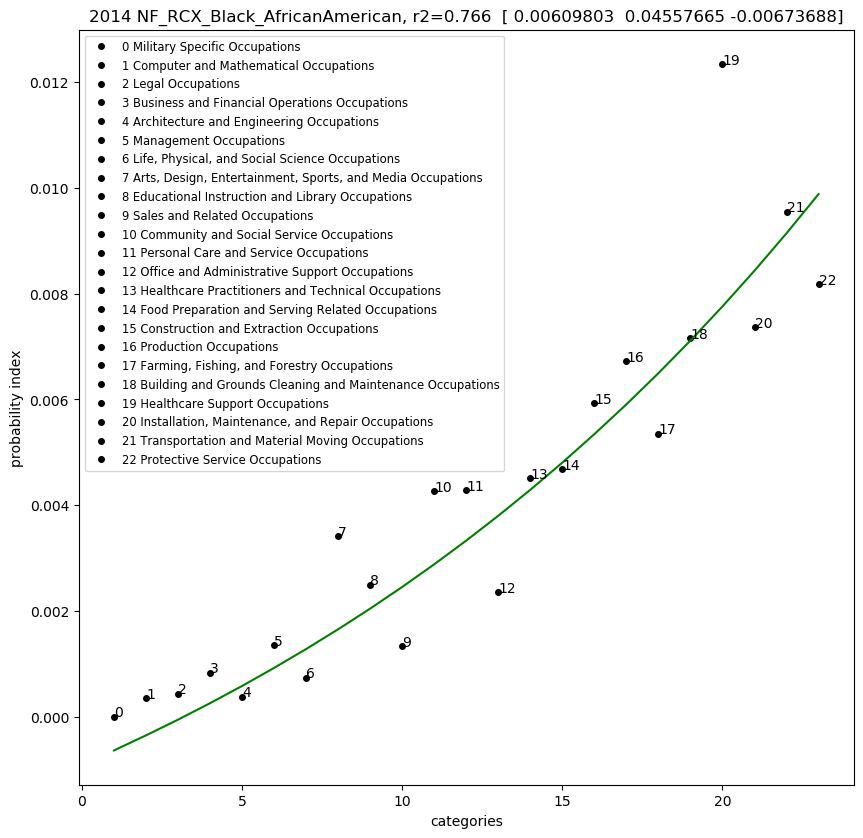 2014 NF_RCX_Black_AfricanAmerican, r2=0.766 [ 0.00609803 0.04557665 -0.00673688]
0 Military Specific Occupations
1 Computer and Mathematical Occupations
2 Legal Occupations
3 Business and Financial Operations Occupations
4 Architecture and Engineering Occupations
5 Management Occupations
6 Life, Physical, and Social Science Occupations
7 Arts, Design, Entertainment, Sports, and Media Occupations
8 Educational Instruction and Library Occupations
9 Sales and Related Occupations
10 Community and Social Service Occupations
11 Personal Care and Service Occupations
12 Office and Administrative Support Occupations
13 Healthcare Practitioners and Technical Occupations
14 Food Preparation and Serving Related Occupations
15 Construction and Extraction Occupations
16 Production Occupations
17 Farming, Fishing, and Forestry Occupations
18 Building and Grounds Cleaning and Maintenance Occupations
19 Healthcare Support Occupations
20 Installation, Maintenance, and Repair Occupations
21 Transportation and Material Moving Occupations
22 Protective Service Occupations
probability index
0.012
0.010
0.008
0.006
0.004
0.002
0.000
0
1
2
3
4
5
6
7
8
9
10
11
12
13
14
15
16
17
18
19
20
21
22
0
5
10
15
20
categories